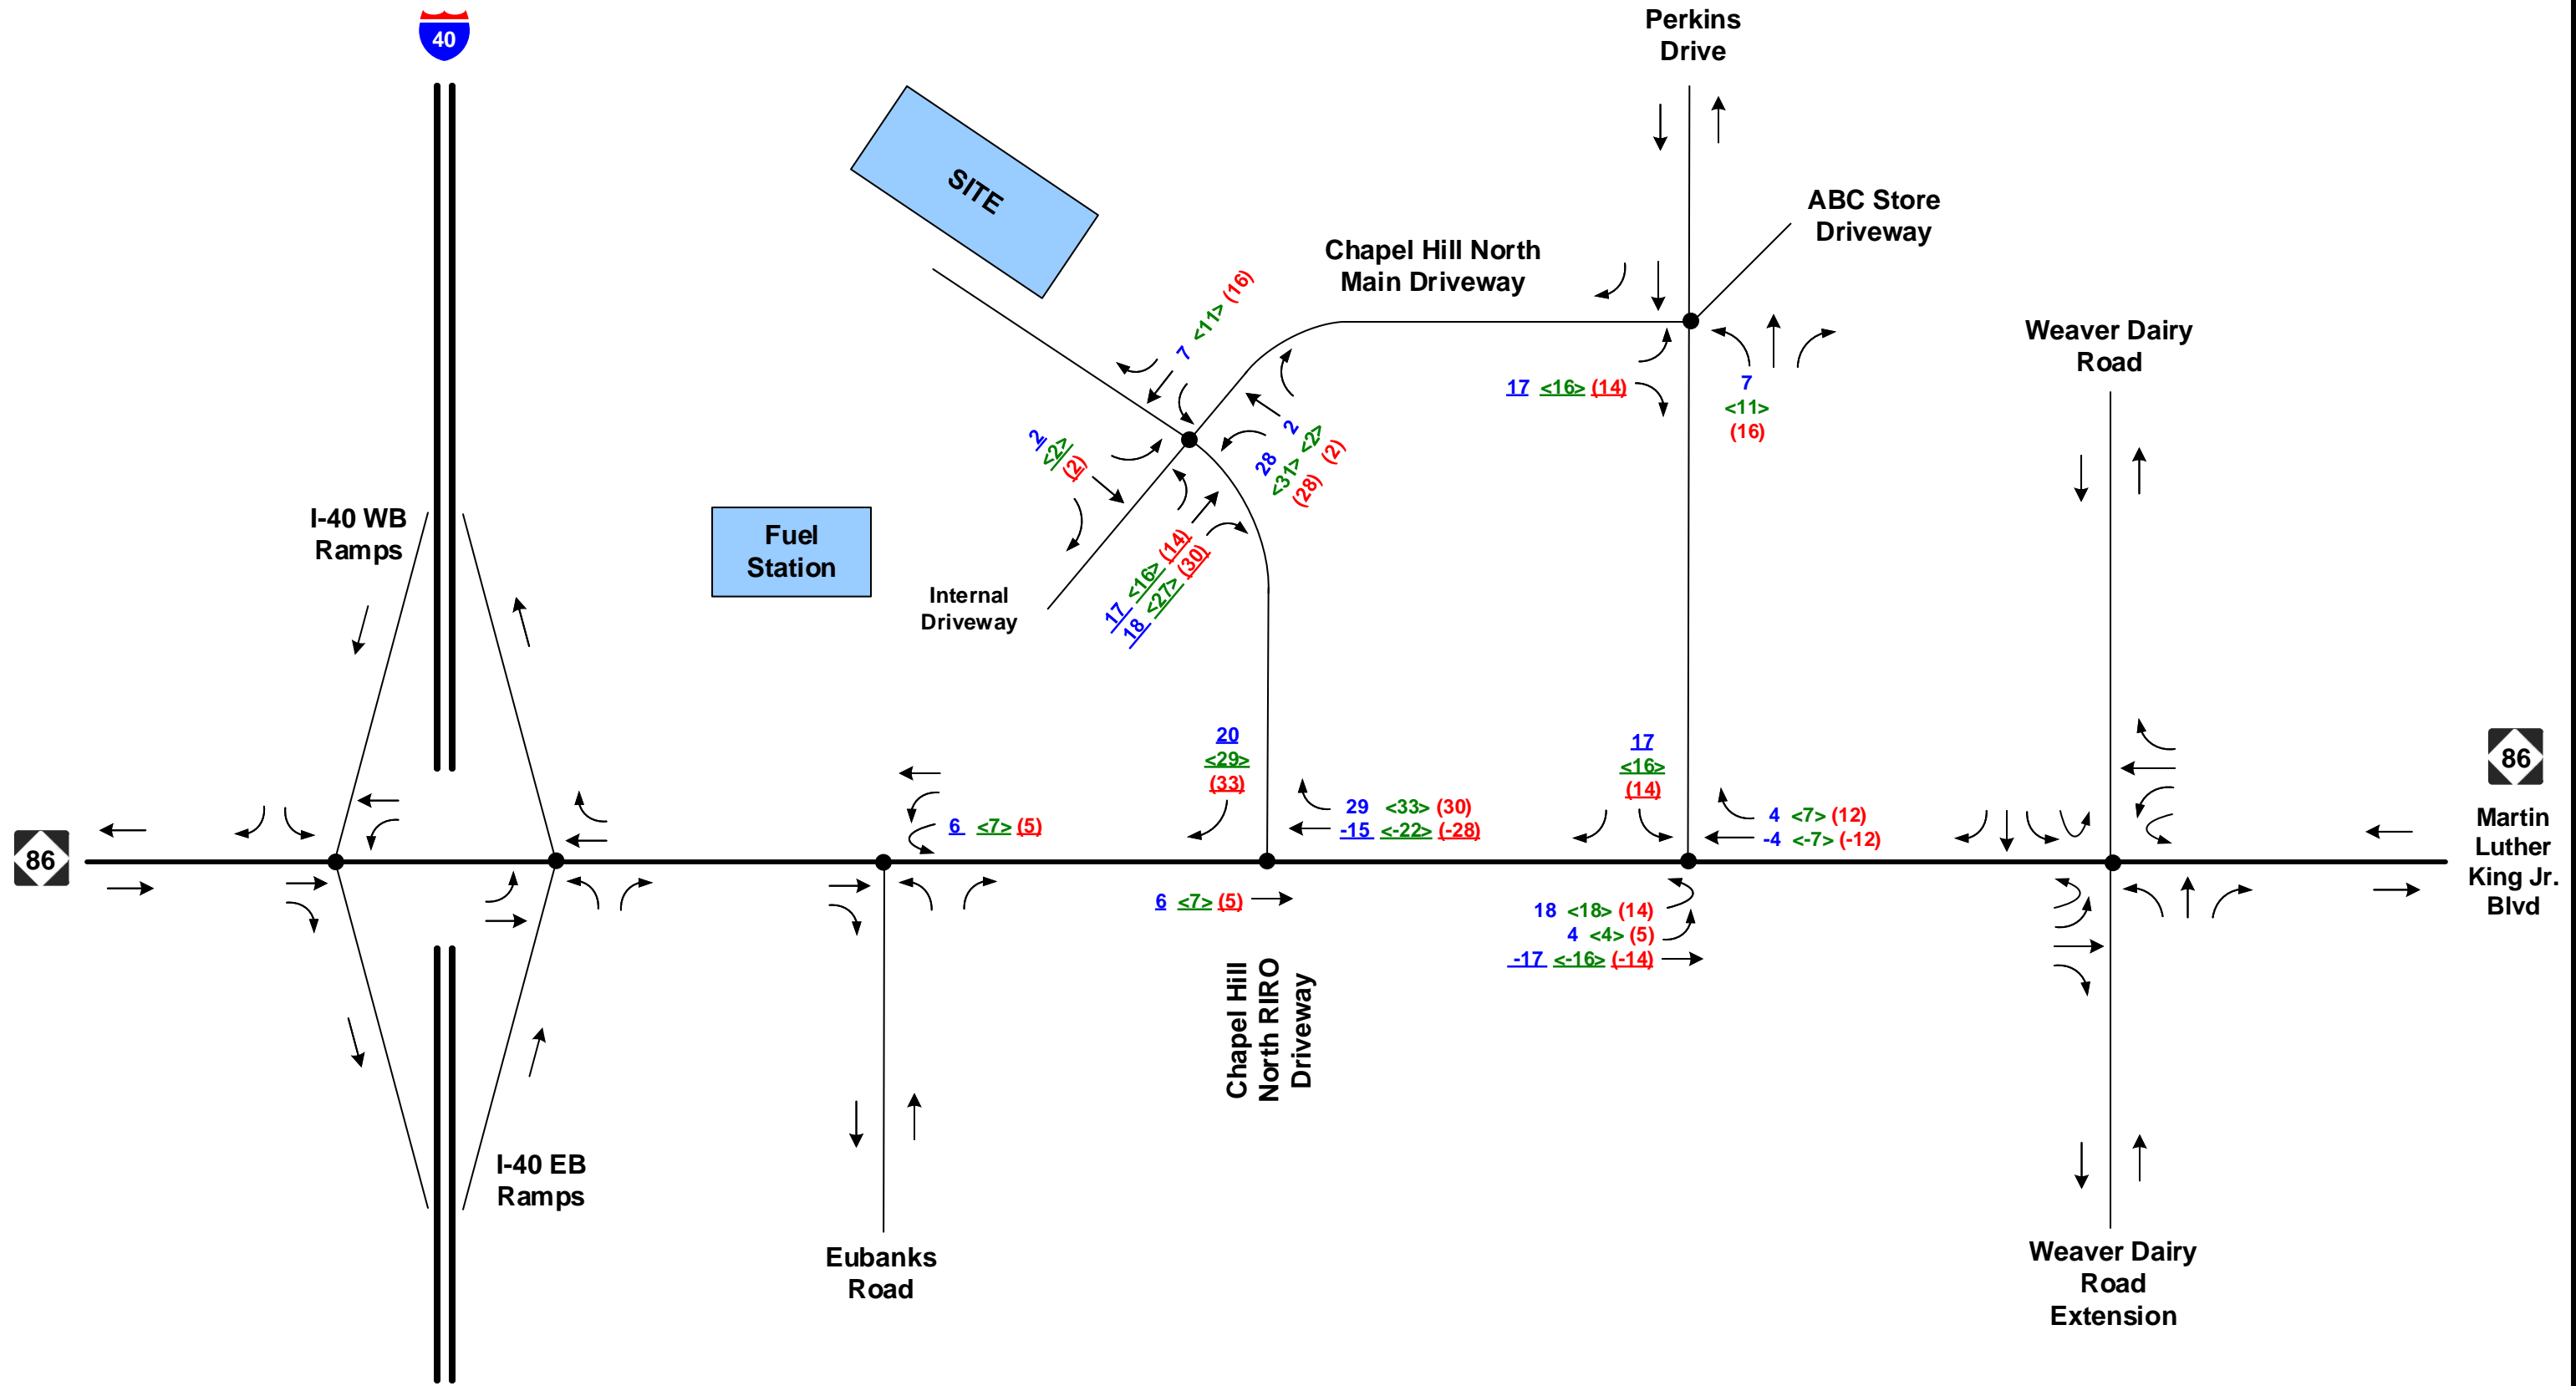 40
Perkins
Drive
SITE
ABC Store
Driveway
Chapel Hill North
Main Driveway
7 <11> (16)
Weaver Dairy
Road
17 <16> (14)
7
<11>
(16)
2
<2>
(2)
2 <2> (2)
28 <31> (28)
I-40 WB
Ramps
Fuel
Station
17 <16> (14)
18 <27> (30)
Internal
Driveway
20
<29>
(33)
17
<16>
(14)
86
6 <7> (5)
29 <33> (30)
-15 <-22> (-28)
4 <7> (12)
-4 <-7> (-12)
Martin
Luther
King Jr.
Blvd
86
6 <7> (5)
18 <18> (14)
4 <4> (5)
-17 <-16> (-14)
Chapel Hill
North RIRO
Driveway
I-40 EB
Ramps
Eubanks
Road
Weaver Dairy
Road
Extension